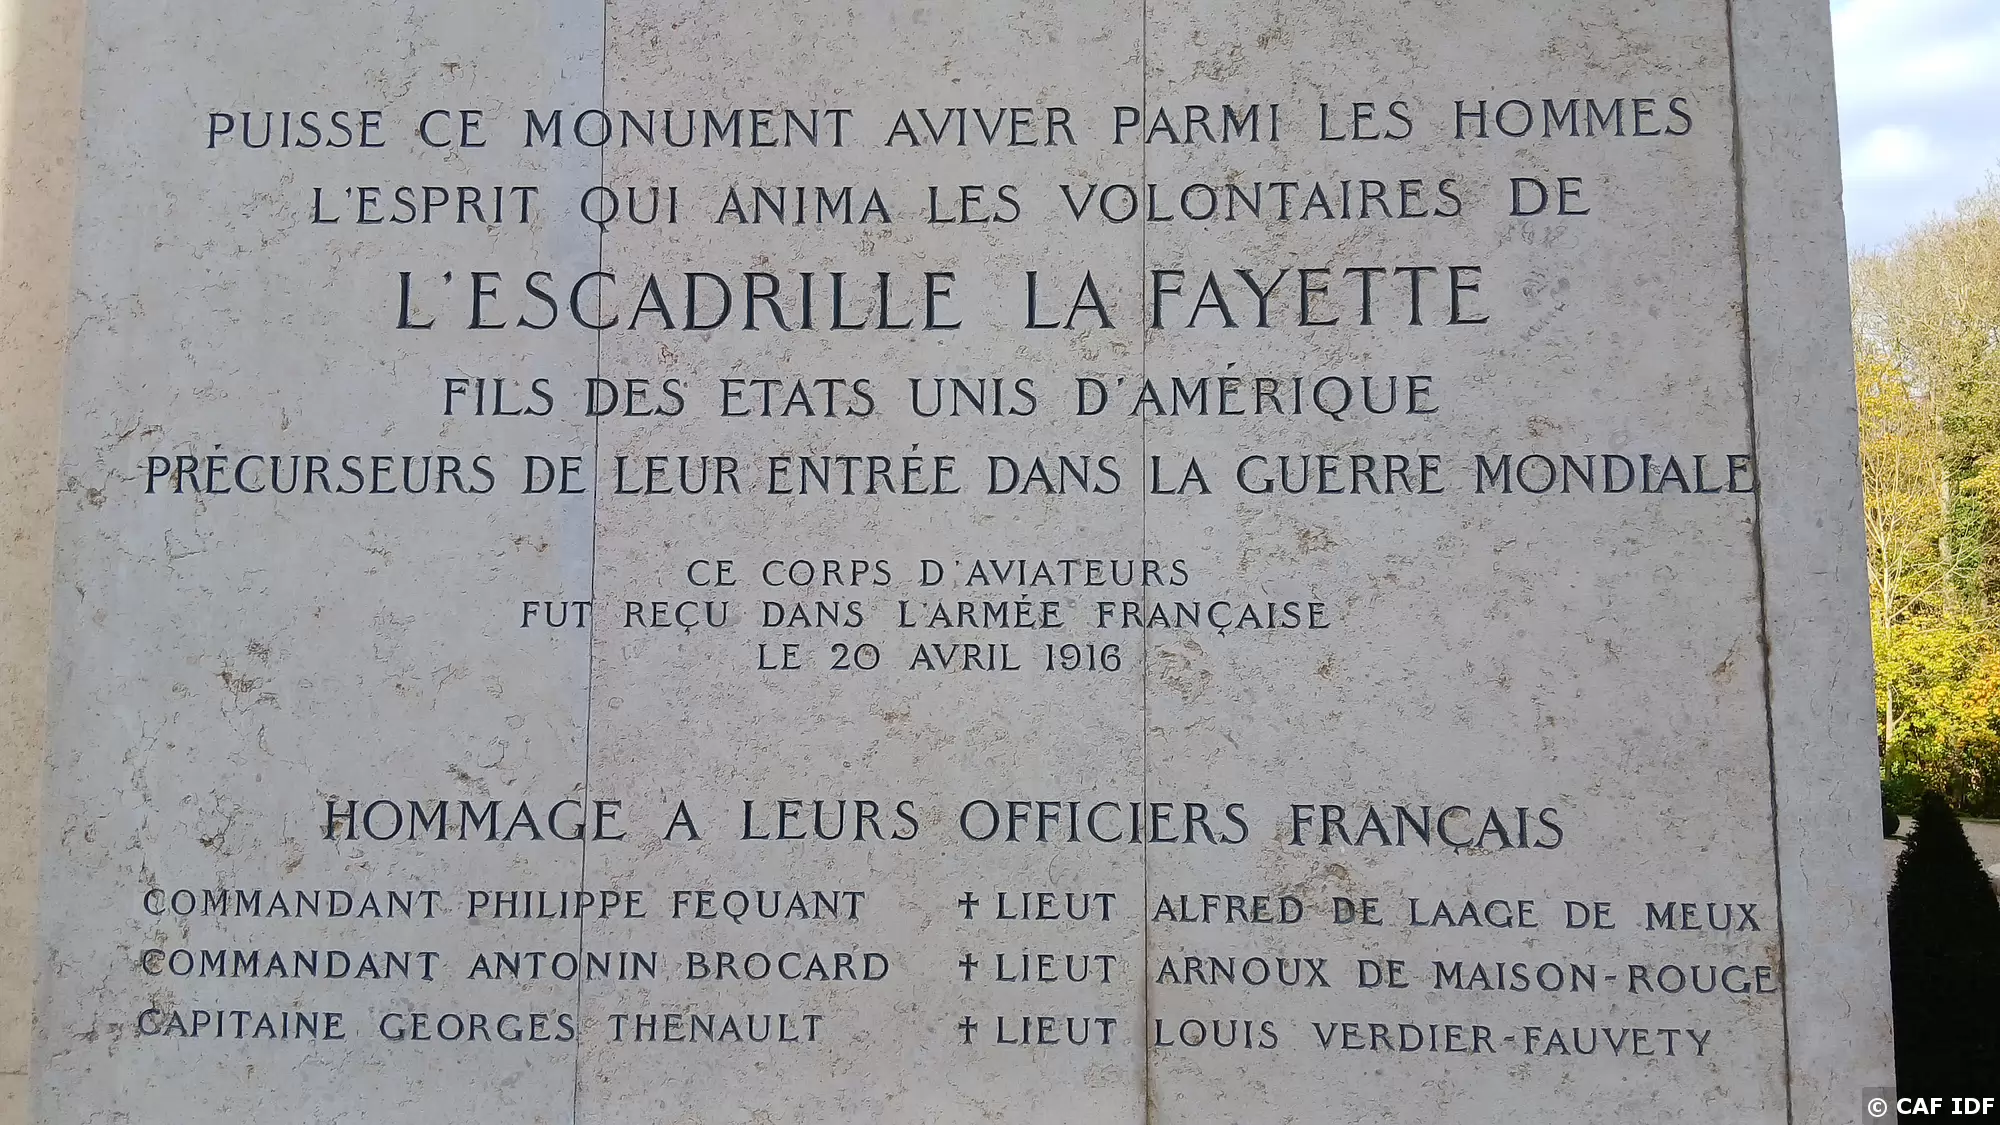 PUISSE CE MONUMENT AVIVER PARMI LES HOMMES
L'ESPRIT QUI ANIMA LES VOLONTAIRES DE
L'ESCADRILLE LA FAYETTE
FILS DES ETATS UNIS D'AMÉRIQUE
PRÉCURSEURS DE LEUR ENTRÉE DANS LA GUERRE MONDIALE
CE CORPS D'AVIATEURS
FUT REÇU DANS L'ARMÉE FRANÇAISE
LE 20 AVRIL 1916
HOMMAGE A LEURS OFFICIERS FRANÇAIS
COMMANDANT PHILIPPE FEQUANT † LIEUT ALFRED DE LAAGE DE MEUX
COMMANDANT ANTONIN BROCARD † LIEUT ARNOUX DE MAISON-ROUGE
CAPITAINE GEORGES THENAULT † LIEUT LOUIS VERDIER-FAUVETY
© CAF IDF